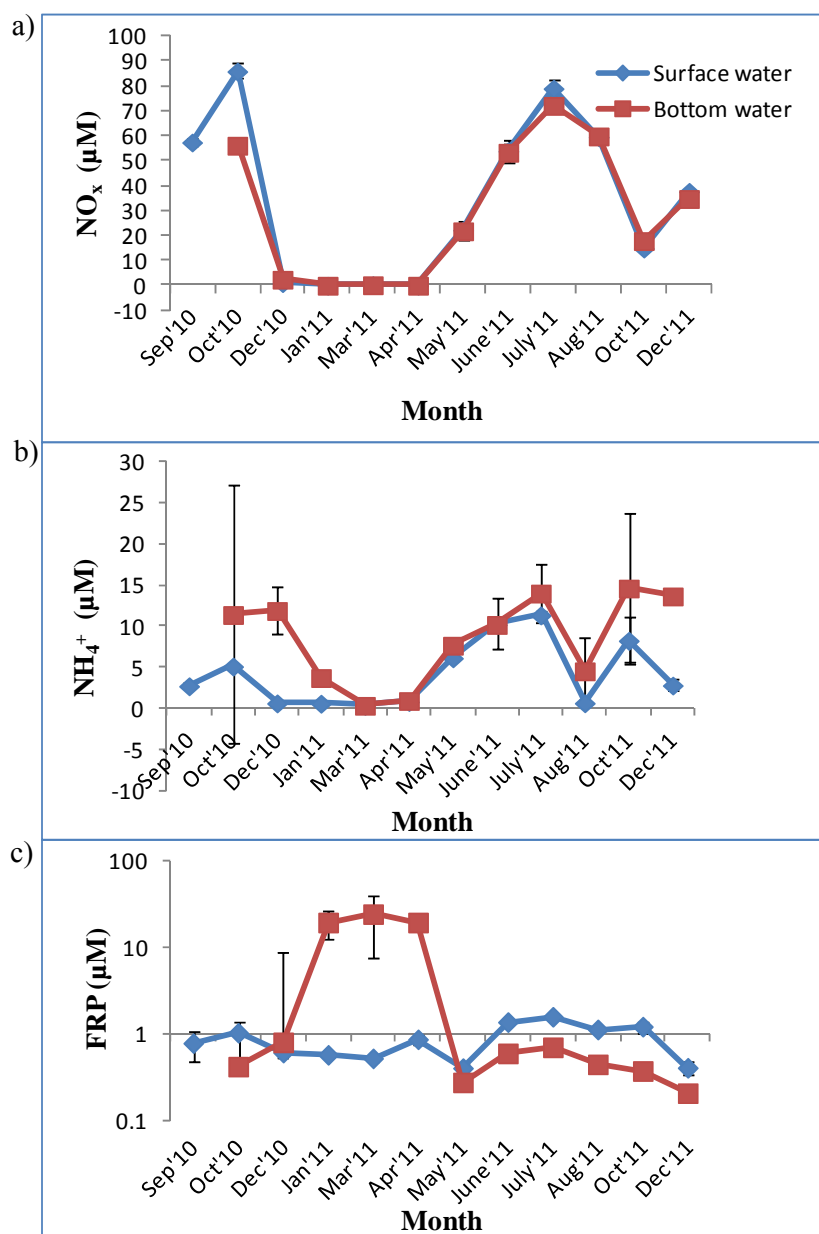 a)
100
90
80
70
60
50
40
30
20
10
0
-10
NOx (µM)
Surface water
Bottom water
Sep'10 Oct'10 Dec'10 Jan'11 Mar'11 Apr'11 May'11 June'11 July'11 Aug'11 Oct'11 Dec'11
Month
b)
30
25
20
15
10
5
0
-5
-10
NH4+ (µM)
Sep'10 Oct'10 Dec'10 Jan'11 Mar'11 Apr'11 May'11 June'11 July'11 Aug'11 Oct'11 Dec'11
Month
c)
100
10
1
0.1
FRP (µM)
Sep'10 Oct'10 Dec'10 Jan'11 Mar'11 Apr'11 May'11 June'11 July'11 Aug'11 Oct'11 Dec'11
Month